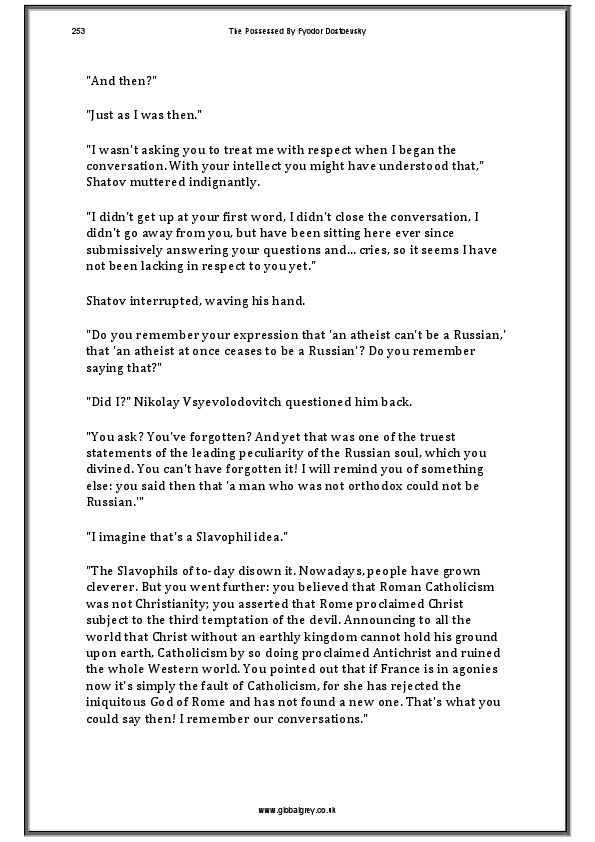 253
The Possessed By Fyodor Dostoevsky
"And then?"
"Just as I was then."
"I wasn't asking you to treat me with respect when I began the
conversation. With your intellect you might have understood that,"
Shatov muttered indignantly.
"I didn't get up at your first word, I didn't close the conversation, I
didn't go away from you, but have been sitting here ever since
submissively answering your questions and... cries, so it seems I have
not been lacking in respect to you yet."
Shatov interrupted, waving his hand.
"Do you remember your expression that 'an atheist can't be a Russian,'
that 'an atheist at once ceases to be a Russian'? Do you remember
saying that?"
"Did I?" Nikolay Vsyevolodovitch questioned him back.
"You ask? You've forgotten? And yet that was one of the truest
statements of the leading peculiarity of the Russian soul, which you
divined. You can't have forgotten it! I will remind you of something
else: you said then that 'a man who was not orthodox could not be
Russian.'"
"I imagine that's a Slavophil idea."
"The Slavophils of to-day disown it. Nowadays, people have grown
cleverer. But you went further: you believed that Roman Catholicism
was not Christianity; you asserted that Rome proclaimed Christ
subject to the third temptation of the devil. Announcing to all the
world that Christ without an earthly kingdom cannot hold his ground
upon earth, Catholicism by so doing proclaimed Antichrist and ruined
the whole Western world. You pointed out that if France is in agonies
now it's simply the fault of Catholicism, for she has rejected the
iniquitous God of Rome and has not found a new one. That's what you
could say then! I remember our conversations."
www.globalgrey.co.uk